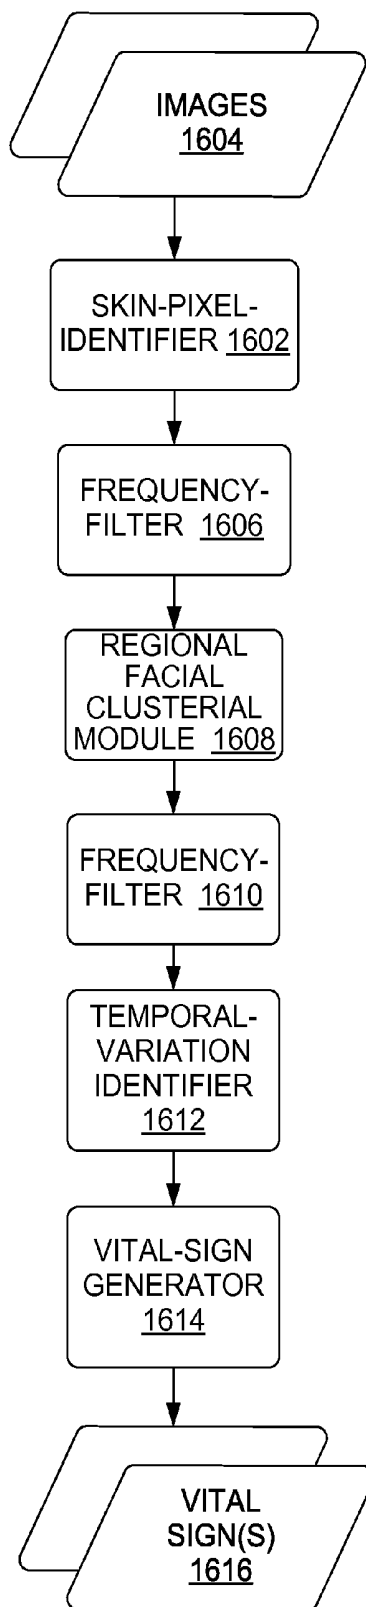 IMAGES
1604
SKIN-PIXEL-
IDENTIFIER 1602
FREQUENCY-
FILTER 1606
REGIONAL
FACIAL
CLUSTERIAL
MODULE 1608
FREQUENCY-
FILTER 1610
TEMPORAL-
VARIATION
IDENTIFIER
1612
VITAL-SIGN
GENERATOR
1614
VITAL
SIGN(S)
1616